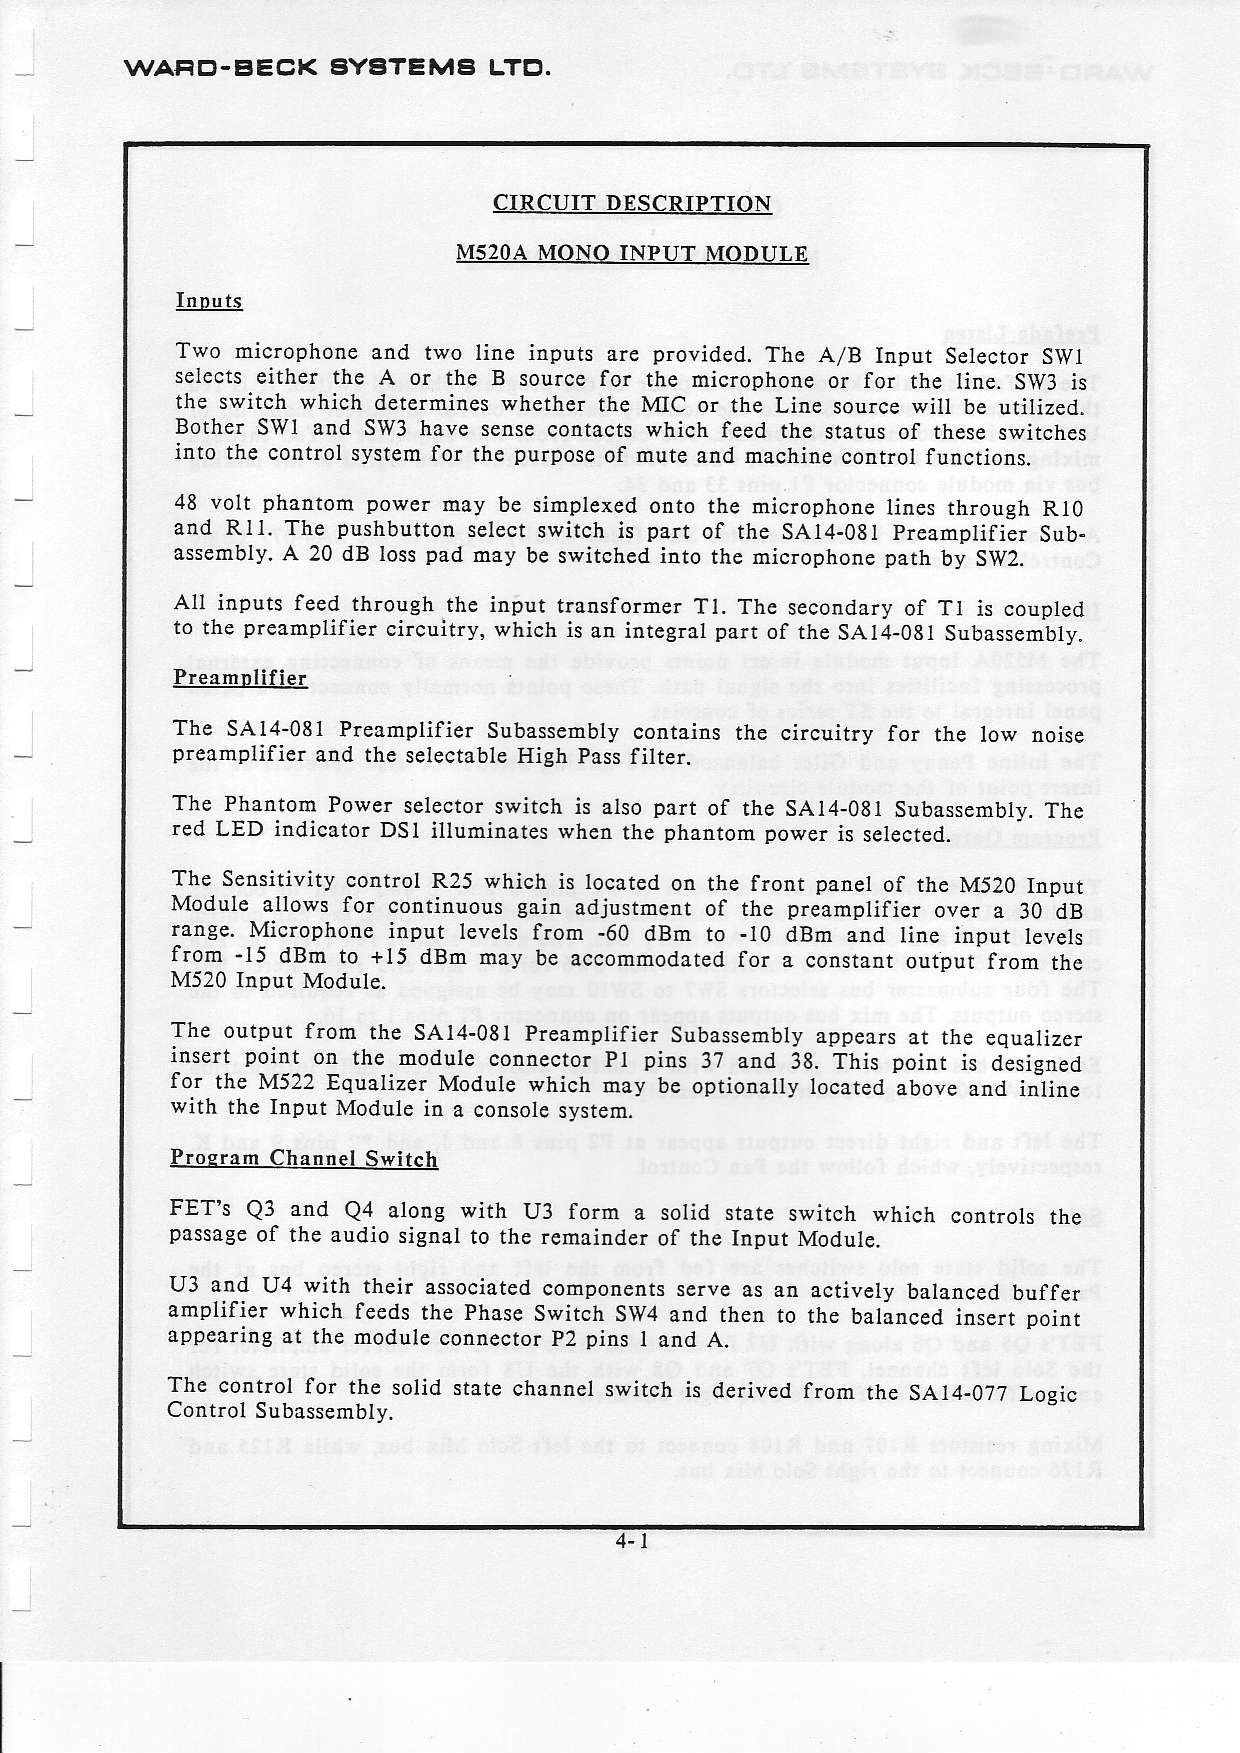 WARD-BECK SYSTEMS LTD.
CIRCUIT DESCRIPTION
M520A MONO INPUT MODULE
Inputs
Two microphone and two line inputs are provided. The A/B Input Selector SW1
selects either the A or the B source for the microphone or for the line. SW3 is
the switch which determines whether the MIC or the Line source will be utilized.
Bother SW1 and SW3 have sense contacts which feed the status of these switches
into the control system for the purpose of mute and machine control functions.
48 volt phantom power may be simplexed onto the microphone lines through R10
and R11. The pushbutton select switch is part of the SA14-081 Preamplifier Sub-
assembly. A 20 dB loss pad may be switched into the microphone path by SW2.
All inputs feed through the input transformer T1. The secondary of T1 is coupled
to the preamplifier circuitry, which is an integral part of the SA14-081 Subassembly.
Preamplifier
The SA14-081 Preamplifier Subassembly contains the circuitry for the low noise
preamplifier and the selectable High Pass filter.
The Phantom Power selector switch is also part of the SA14-081 Subassembly. The
red LED indicator DS1 illuminates when the phantom power is selected.
The Sensitivity control R25 which is located on the front panel of the M520 Input
Module allows for continuous gain adjustment of the preamplifier over a 30 dB
range. Microphone input levels from -60 dBm to -10 dBm and line input levels
from -15 dBm to +15 dBm may be accommodated for a constant output from the
M520 Input Module.
The output from the SA14-081 Preamplifier Subassembly appears at the equalizer
insert point on the module connector P1 pins 37 and 38. This point is designed
for the M522 Equalizer Module which may be optionally located above and inline
with the Input Module in a console system.
Program Channel Switch
FET's Q3 and Q4 along with U3 form a solid state switch which controls the
passage of the audio signal to the remainder of the Input Module.
U3 and U4 with their associated components serve as an actively balanced buffer
amplifier which feeds the Phase Switch SW4 and then to the balanced insert point
appearing at the module connector P2 pins 1 and A.
The control for the solid state channel switch is derived from the SA14-077 Logic
Control Subassembly.
4-1